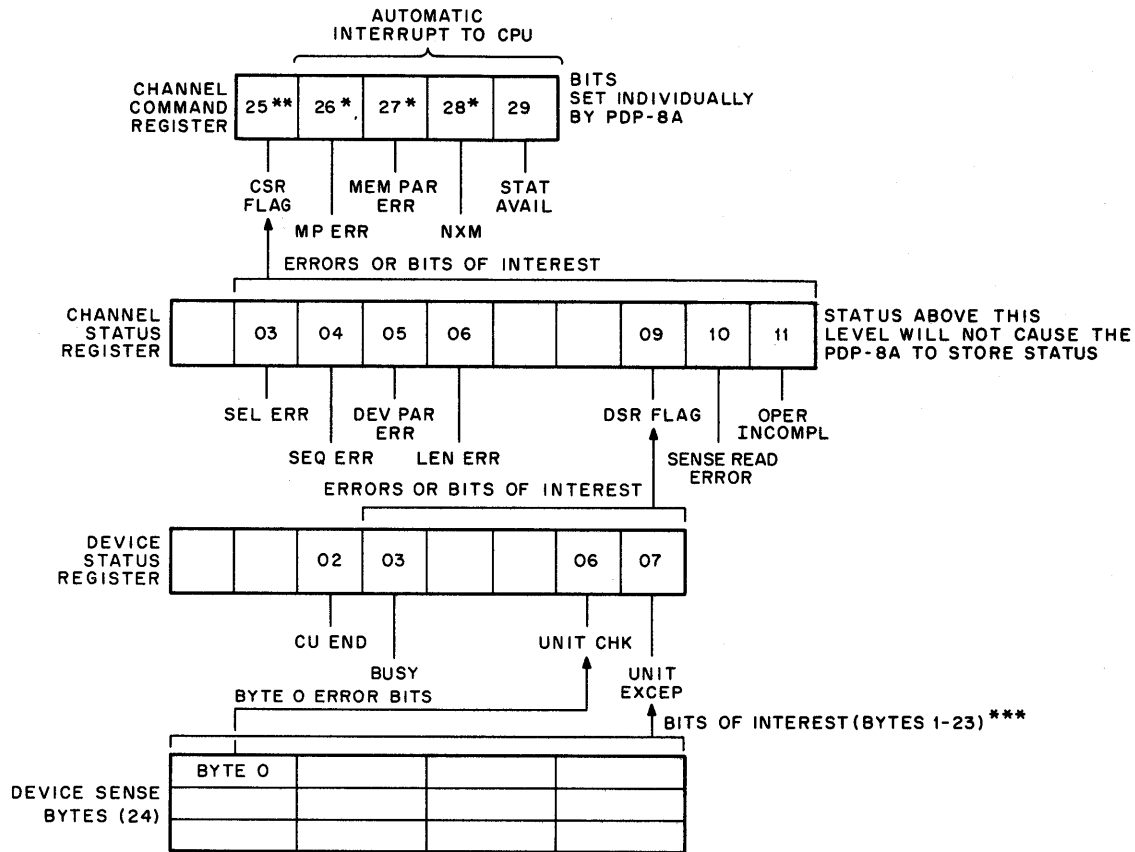 AUTOMATIC
INTERRUPT TO CPU
CHANNEL
COMMAND
REGISTER
25** 26* 27* 28* 29
BITS
SET INDIVIDUALLY
BY PDP-8A
CSR
FLAG
MP ERR
MEM PAR
ERR
NXM
STAT
AVAIL
ERRORS OR BITS OF INTEREST
CHANNEL
STATUS
REGISTER
03 04 05 06 09 10 11
STATUS ABOVE THIS
LEVEL WILL NOT CAUSE THE
PDP-8A TO STORE STATUS
SEL ERR
SEQ ERR
DEV PAR
ERR
LEN ERR
DSR FLAG
SENSE READ
ERROR
OPER
INCOMPL
ERRORS OR BITS OF INTEREST
DEVICE
STATUS
REGISTER
02 03 06 07
CU END
BUSY
UNIT CHK
UNIT
EXCEP
BYTE 0 ERROR BITS
BITS OF INTEREST (BYTES 1-23)***
BYTE 0
DEVICE SENSE
BYTES (24)